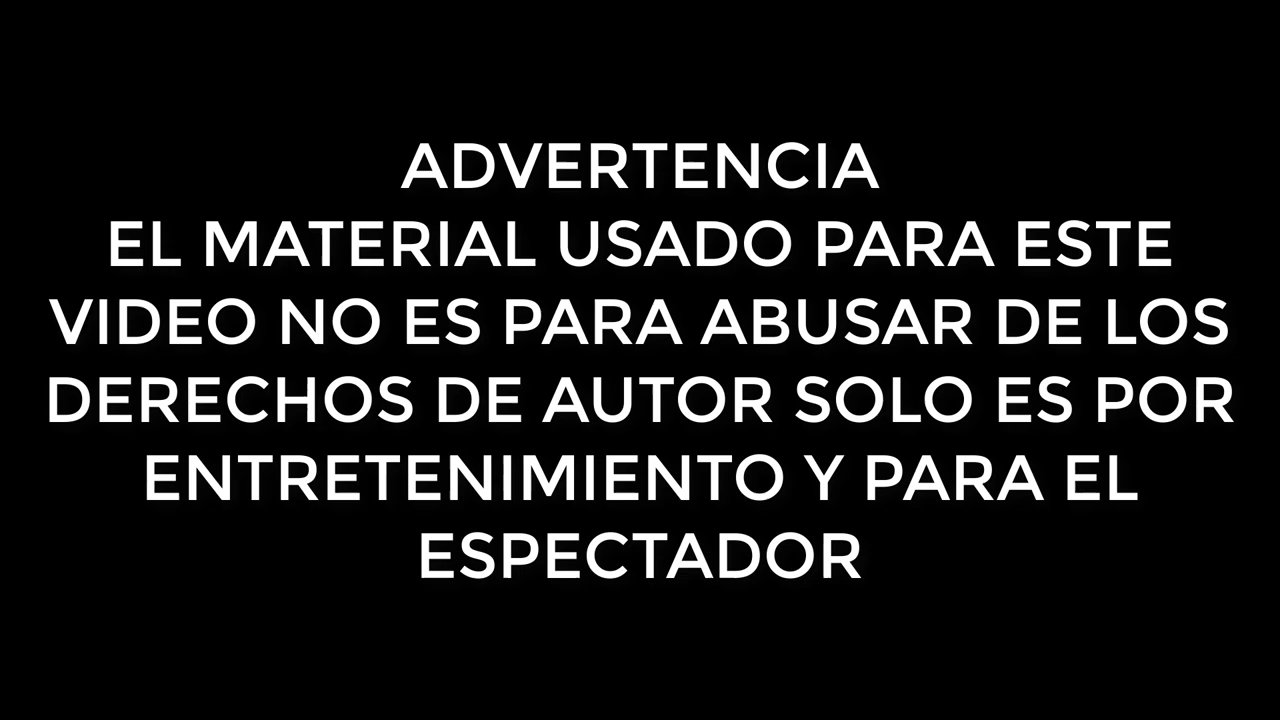 ADVERTENCIA
EL MATERIAL USADO PARA ESTE
VIDEO NO ES PARA ABUSAR DE LOS
DERECHOS DE AUTOR SOLO ES POR
ENTRETENIMIENTO Y PARA EL
ESPECTADOR